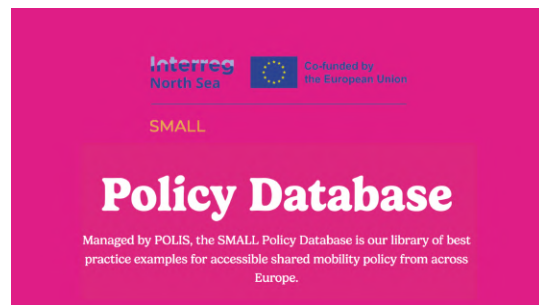 Interreg
North Sea
Co-funded by
the European Union
SMALL
Policy Database
Managed by POLIS, the SMALL Policy Database is our library of best
practice examples for accessible shared mobility policy from across
Europe.